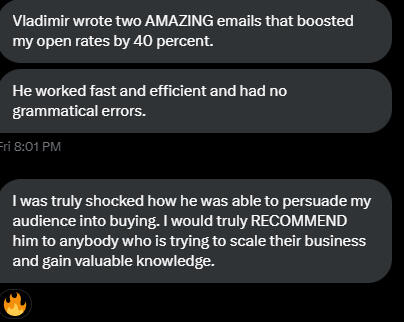 Vladimir wrote two AMAZING emails that boosted
my open rates by 40 percent.
He worked fast and efficient and had no
grammatical errors.
Fri 8:01 PM
I was truly shocked how he was able to persuade my
audience into buying. I would truly RECOMMEND
him to anybody who is trying to scale their business
and gain valuable knowledge.